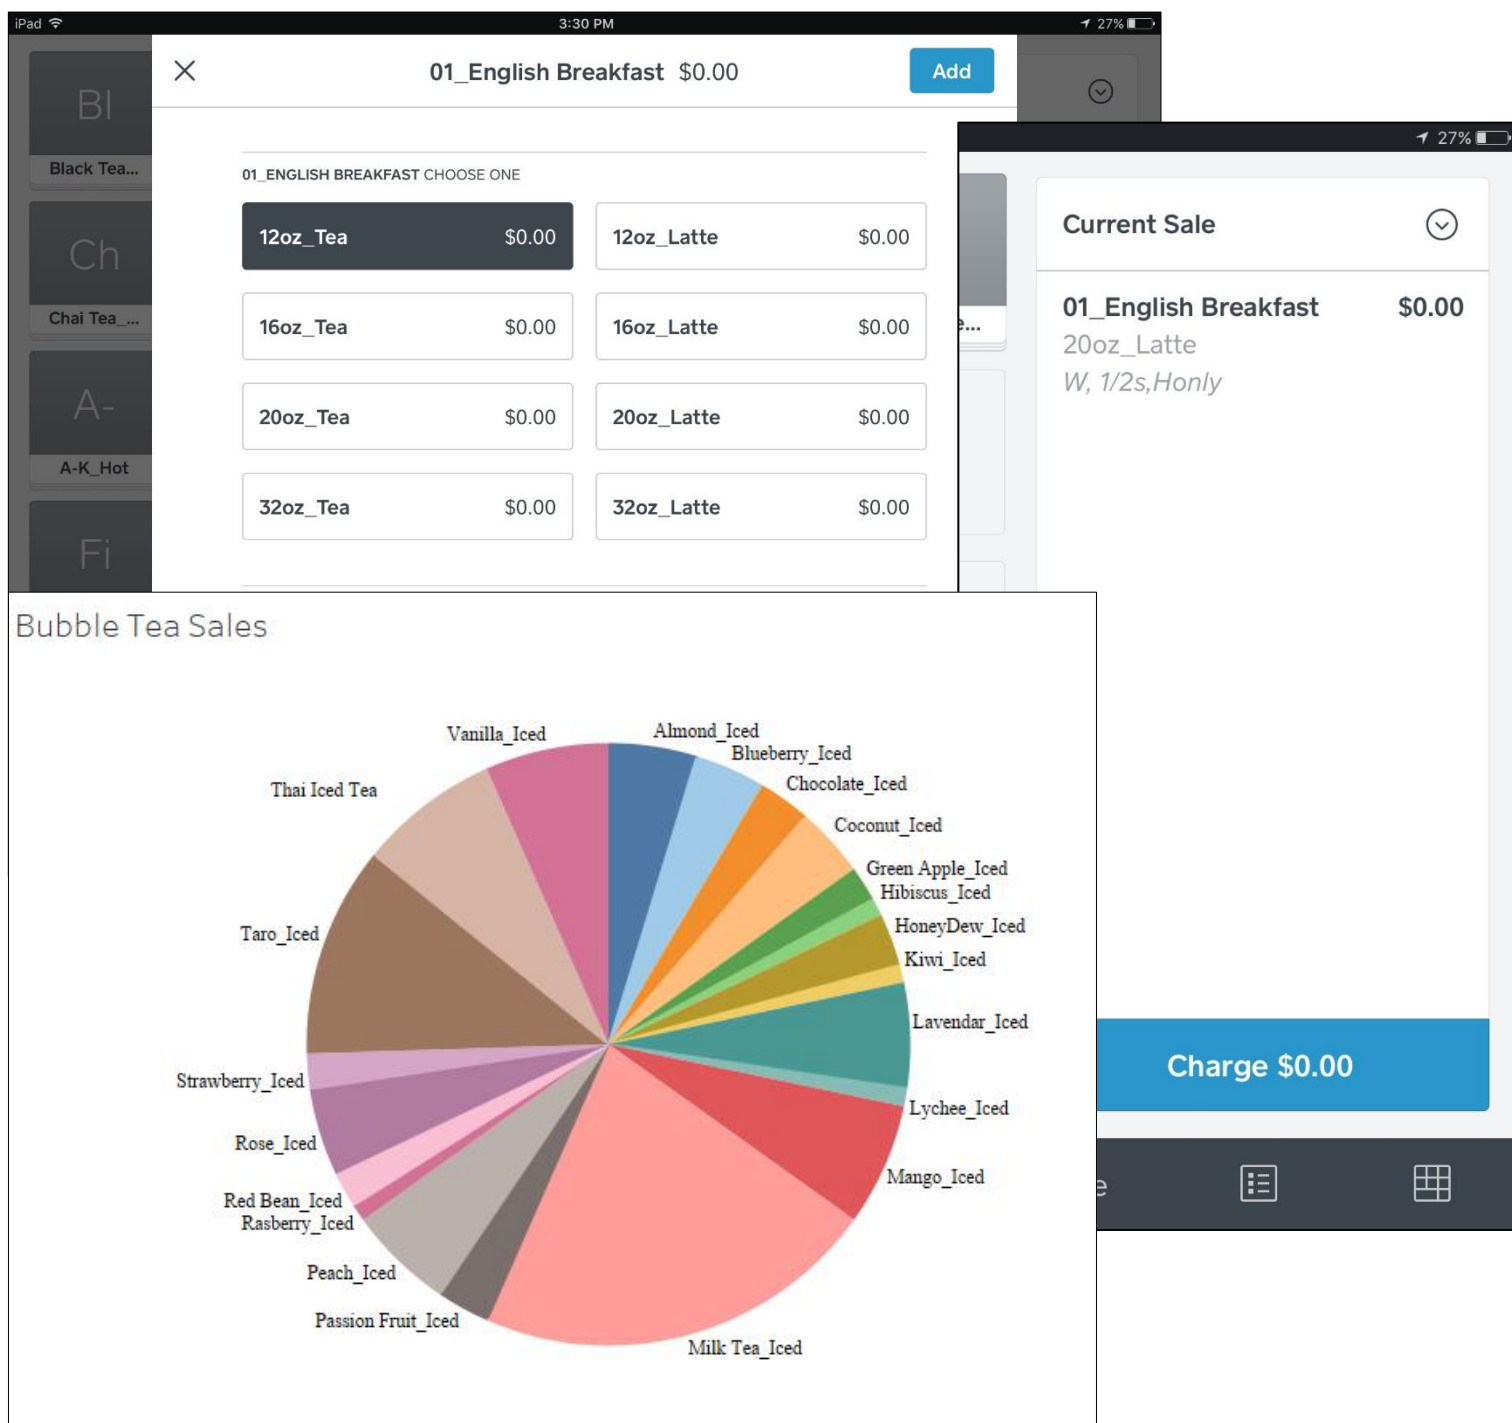 iPad 3:30 PM 27%
01_English Breakfast $0.00 Add
Bl
Black Tea...
Ch
Chai Tea_...
A-
A-K_Hot
Fi
01_ENGLISH BREAKFAST CHOOSE ONE
12oz_Tea $0.00 12oz_Latte $0.00
16oz_Tea $0.00 16oz_Latte $0.00
20oz_Tea $0.00 20oz_Latte $0.00
32oz_Tea $0.00 32oz_Latte $0.00
27%
Current Sale
01_English Breakfast $0.00
20oz_Latte
W, 1/2s,Honly
Charge $0.00
Bubble Tea Sales
Vanilla_Iced
Almond_Iced
Blueberry_Iced
Chocolate_Iced
Thai Iced Tea
Coconut_Iced
Green Apple_Iced
Hibiscus_Iced
HoneyDew_Iced
Taro_Iced
Kiwi_Iced
Lavendar_Iced
Strawberry_Iced
Lychee_Iced
Rose_Iced
Mango_Iced
Red Bean_Iced
Rasberry_Iced
Peach_Iced
Passion Fruit_Iced
Milk Tea_Iced